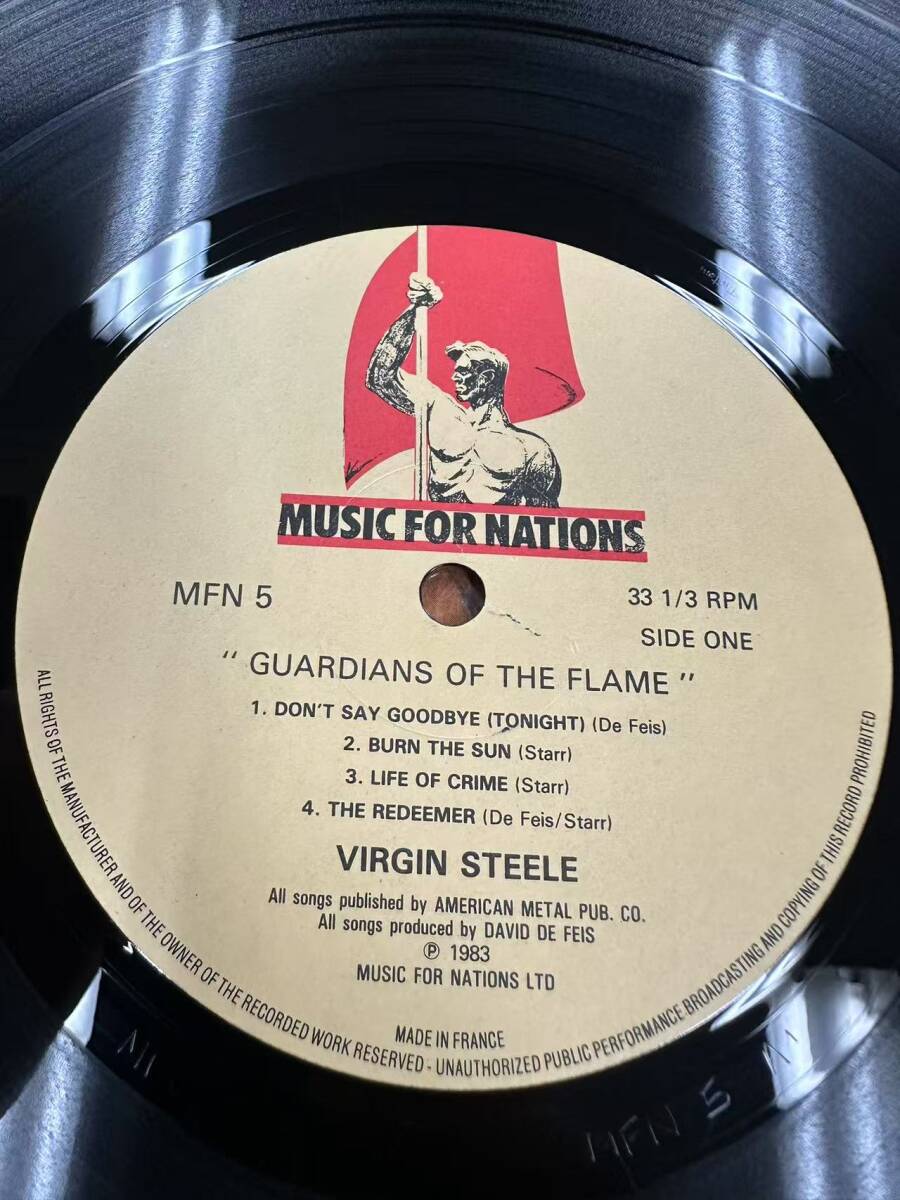 MUSIC FOR NATIONS
MFN 5
33 1/3 RPM
SIDE ONE
" GUARDIANS OF THE FLAME "
1. DON'T SAY GOODBYE (TONIGHT) (De Feis)
2. BURN THE SUN (Starr)
3. LIFE OF CRIME (Starr)
4. THE REDEEMER (De Feis/Starr)
VIRGIN STEELE
All songs published by AMERICAN METAL PUB. CO.
All songs produced by DAVID DE FEIS
℗ 1983
MUSIC FOR NATIONS LTD
MADE IN FRANCE
ALL RIGHTS OF THE MANUFACTURER AND OF THE OWNER OF THE RECORDED WORK RESERVED - UNAUTHORIZED PUBLIC PERFORMANCE BROADCASTING AND COPYING OF THIS RECORD PROHIBITED
MFN 5